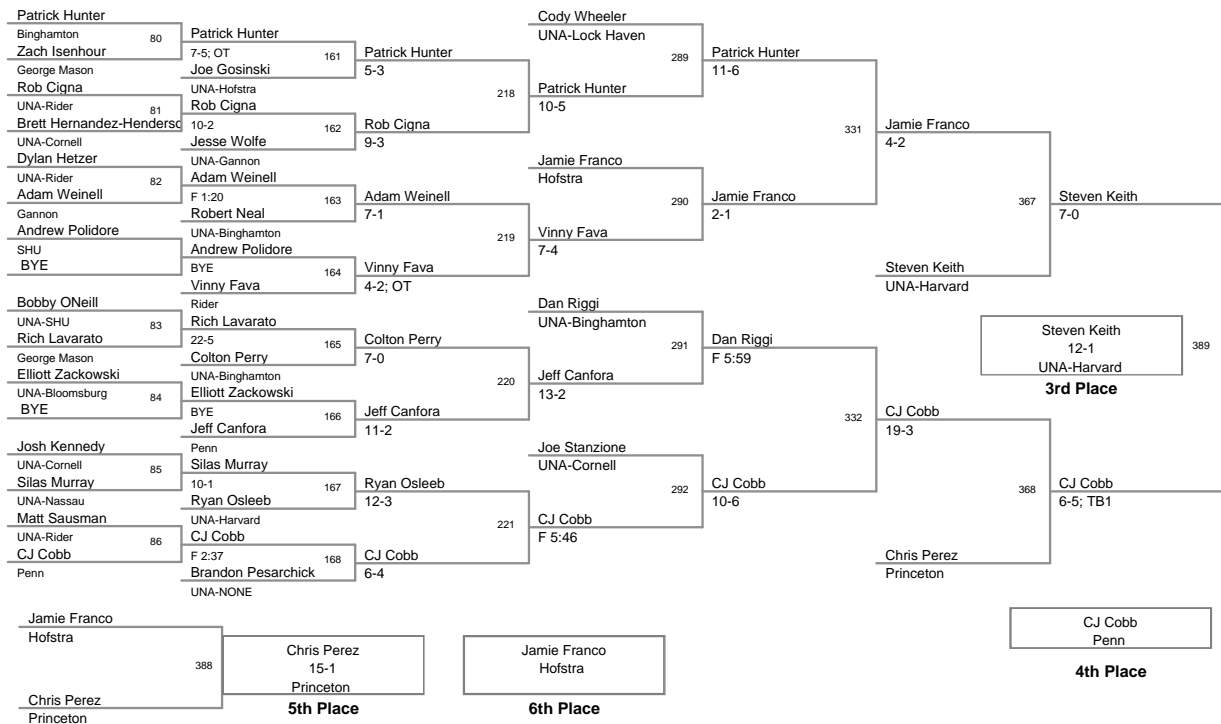 Patrick Hunter
Binghamton
80
Zach Isenhour
George Mason
Rob Cigna
UNA-Rider
81
Brett Hernandez-Henderso
UNA-Cornell
Dylan Hetzer
UNA-Rider
82
Adam Weinell
Gannon
Andrew Polidore
SHU
BYE
Bobby ONeill
UNA-SHU
83
Rich Lavarato
George Mason
Elliott Zackowski
UNA-Bloomsburg
84
BYE
Josh Kennedy
UNA-Cornell
85
Silas Murray
UNA-Nassau
Matt Sausman
UNA-Rider
86
CJ Cobb
Penn
Patrick Hunter
7-5; OT
161
Joe Gosinski
UNA-Hofstra
Rob Cigna
10-2
162
Jesse Wolfe
UNA-Gannon
Adam Weinell
F 1:20
163
Robert Neal
UNA-Binghamton
Andrew Polidore
BYE
164
Vinny Fava
Rider
Rich Lavarato
22-5
165
Colton Perry
UNA-Binghamton
Elliott Zackowski
BYE
166
Jeff Canfora
Penn
Silas Murray
10-1
167
Ryan Osleeb
UNA-Harvard
CJ Cobb
F 2:37
168
Brandon Pesarchick
UNA-NONE
Patrick Hunter
5-3
218
Rob Cigna
9-3
Adam Weinell
7-1
219
Vinny Fava
4-2; OT
Colton Perry
7-0
220
Jeff Canfora
11-2
Ryan Osleeb
12-3
221
CJ Cobb
6-4
Cody Wheeler
UNA-Lock Haven
289
Patrick Hunter
10-5
Jamie Franco
Hofstra
290
Vinny Fava
7-4
Dan Riggi
UNA-Binghamton
291
Jeff Canfora
13-2
Joe Stanzione
UNA-Cornell
292
CJ Cobb
F 5:46
Patrick Hunter
11-6
331
Jamie Franco
2-1
Dan Riggi
F 5:59
332
CJ Cobb
10-6
Jamie Franco
4-2
367
Steven Keith
UNA-Harvard
CJ Cobb
19-3
368
Chris Perez
Princeton
Steven Keith
7-0
Steven Keith
12-1
UNA-Harvard
389
3rd Place
CJ Cobb
6-5; TB1
CJ Cobb
Penn
4th Place
Jamie Franco
Hofstra
388
Chris Perez
Princeton
Chris Perez
15-1
Princeton
5th Place
Jamie Franco
Hofstra
6th Place